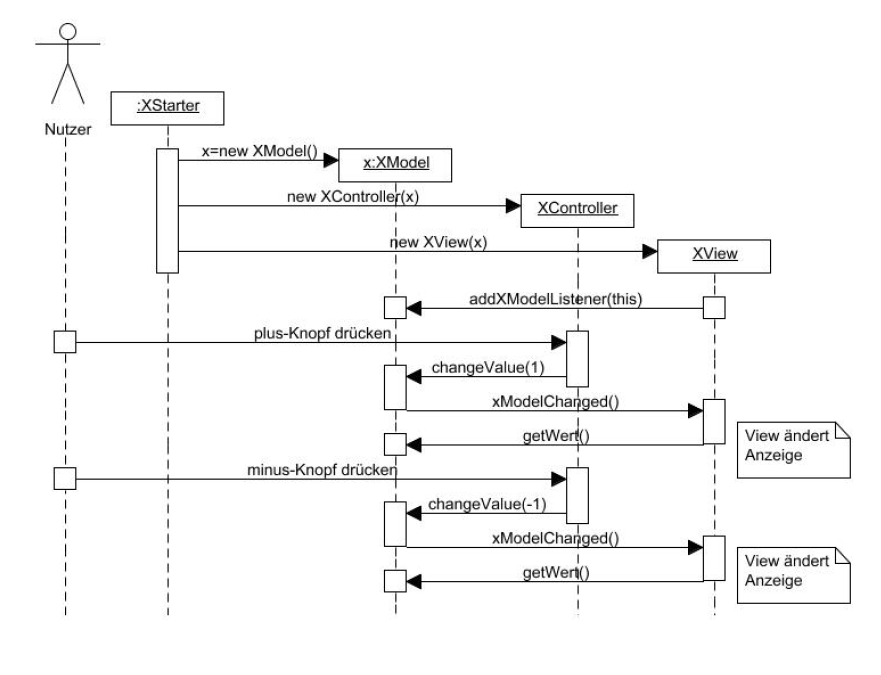 Nutzer
:XStarter
x=new XModel()
x:XModel
new XController(x)
XController
new XView(x)
XView
addXModelListener(this)
plus-Knopf drücken
changeValue(1)
xModelChanged()
getWert()
View ändert
Anzeige
minus-Knopf drücken
changeValue(-1)
xModelChanged()
getWert()
View ändert
Anzeige